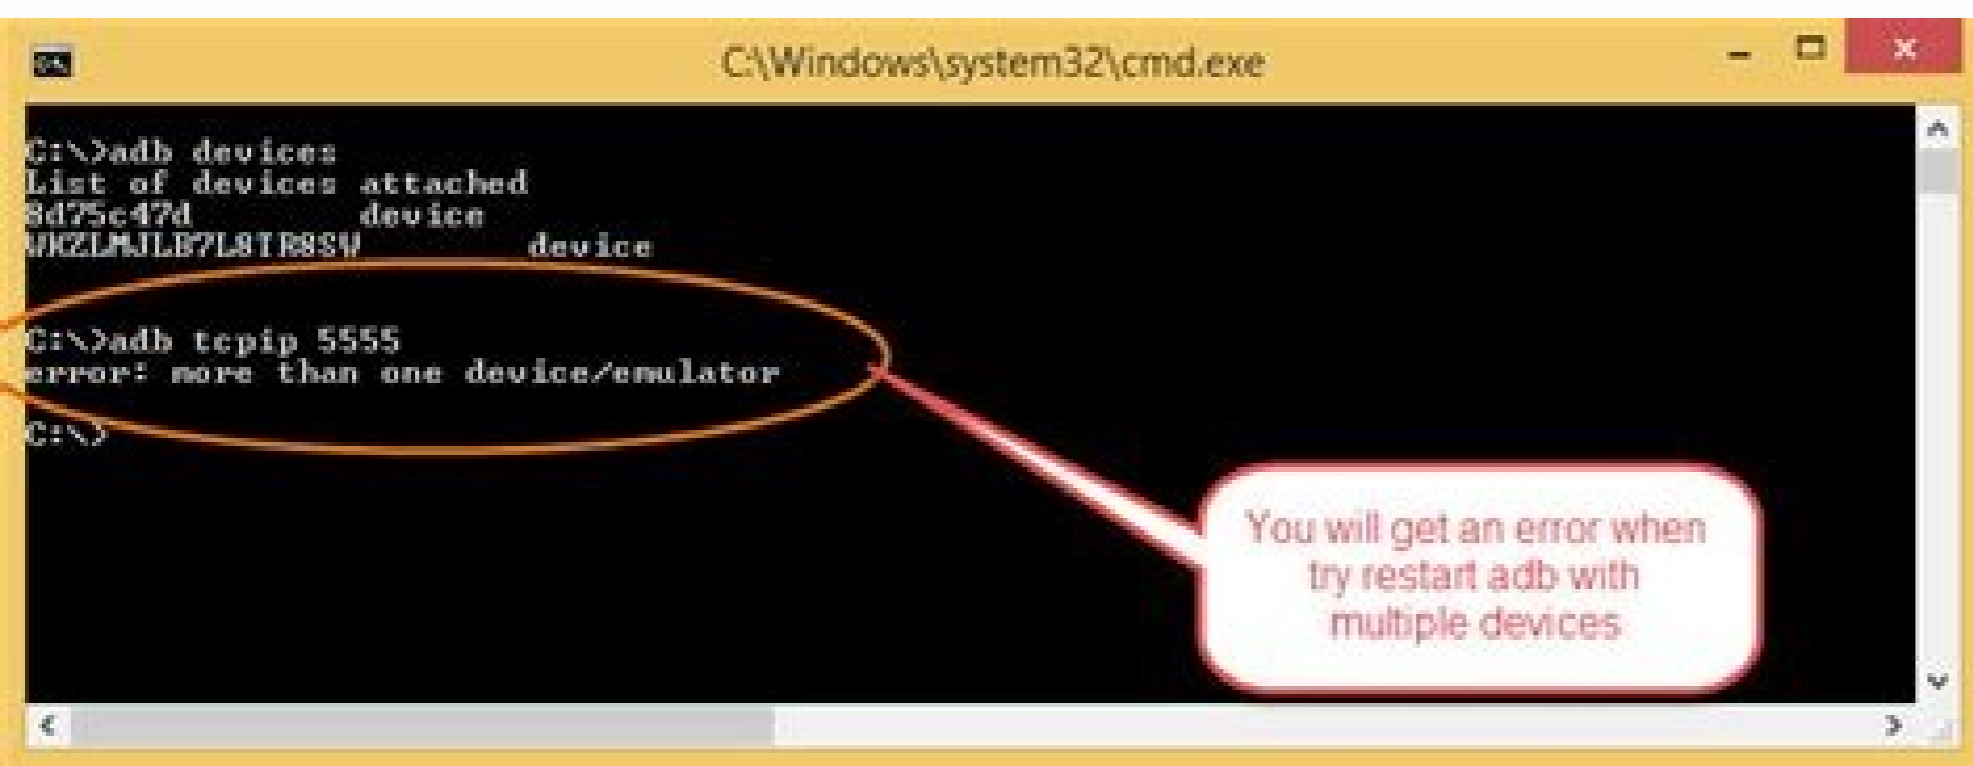 C:\Windows\system32\cmd.exe
C:\>adb devices
List of devices attached
8d75c47d device
device
C:\>adb tcpip 5555
error: more than one device/emulator
C:\>
You will get an error when
try restart adb with
multiple devices